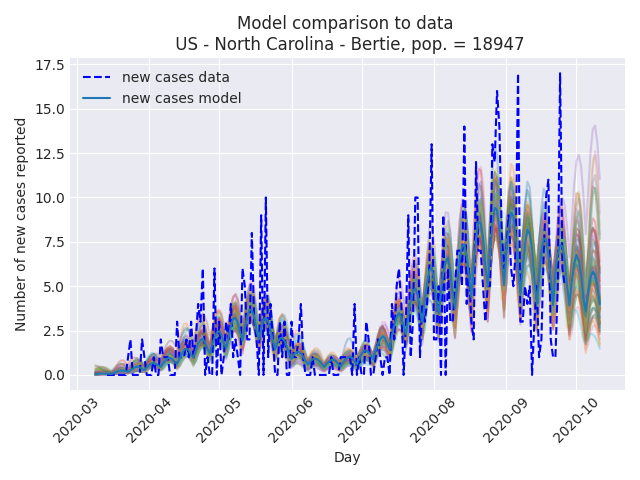 Model comparison to data
US - North Carolina - Bertie, pop. = 18947
new cases data
new cases model
Number of new cases reported
17.5
15.0
12.5
10.0
7.5
5.0
2.5
0.0
2020-03
2020-04
2020-05
2020-06
2020-07
2020-08
2020-09
2020-10
Day